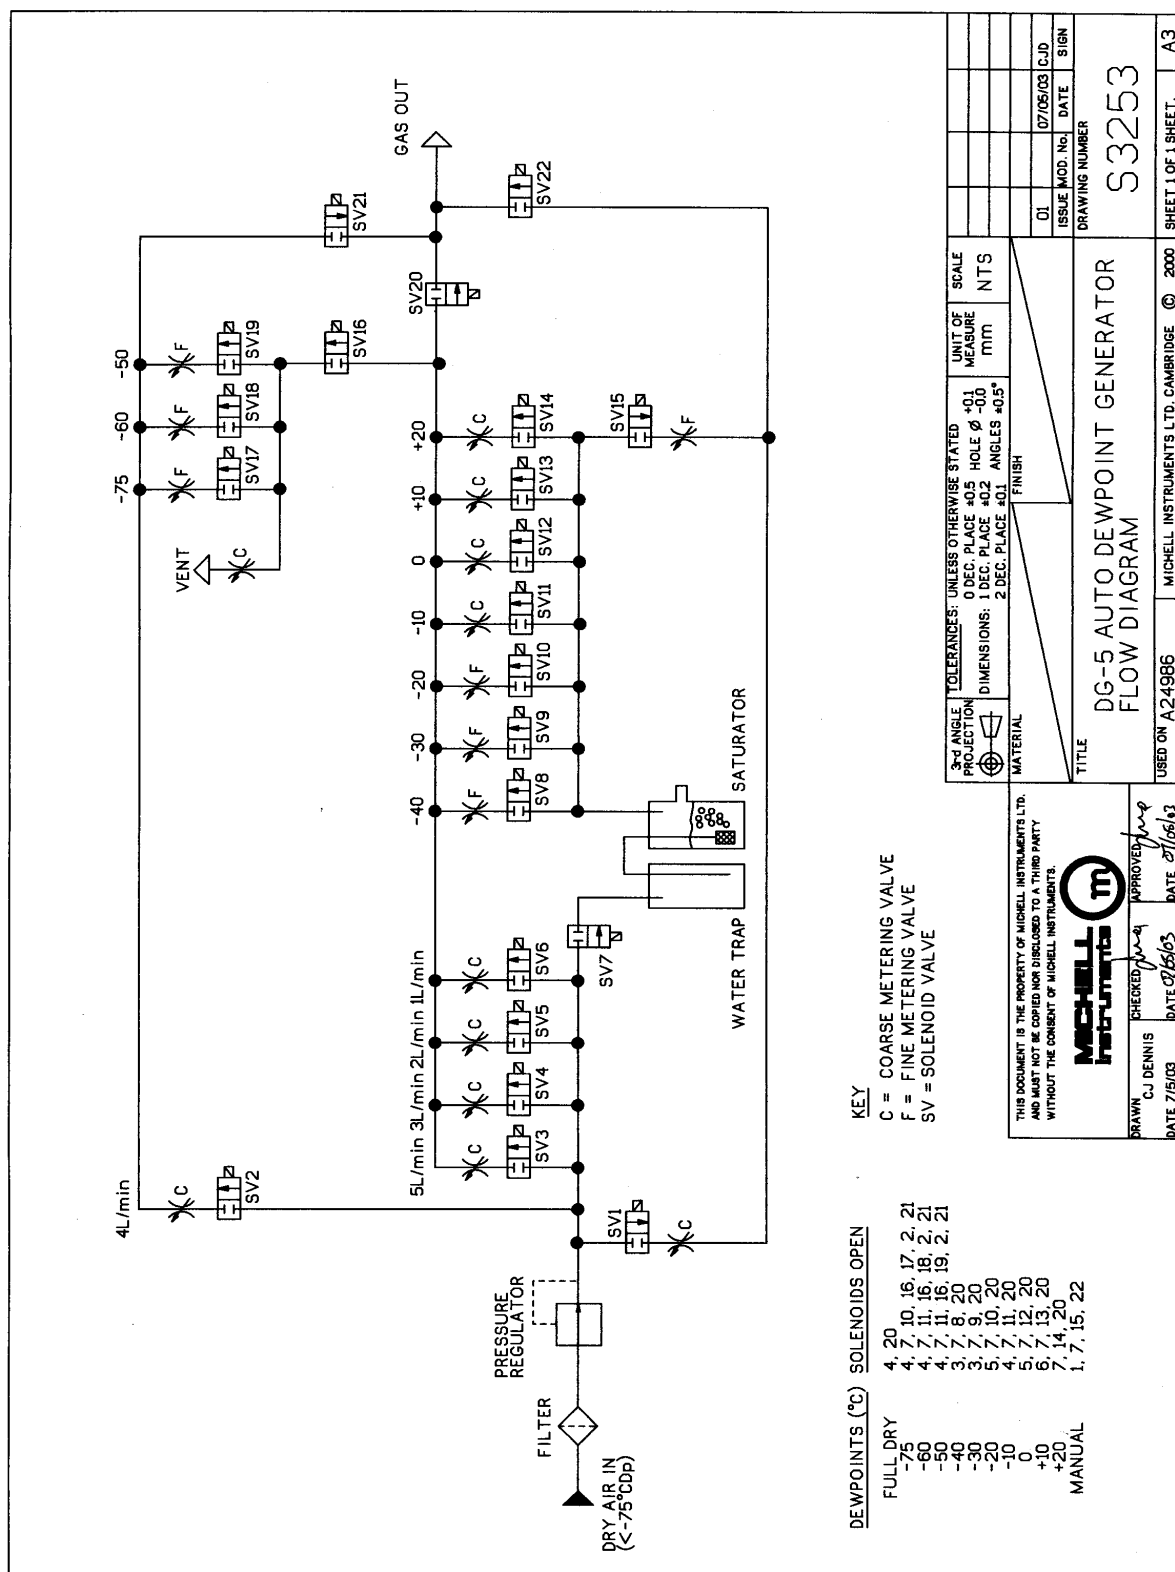 4L/min
-75
-60
-50
VENT
C
C
F
F
F
SV2
SV17
SV18
SV19
SV16
SV21
5L/min 3L/min 2L/min 1L/min
-40
-30
-20
-10
0
+10
+20
SV20
GAS OUT
C
C
C
C
F
F
F
C
C
C
C
SV3
SV4
SV5
SV6
SV8
SV9
SV10
SV11
SV12
SV13
SV14
SV22
PRESSURE
REGULATOR
FILTER
DRY AIR IN
(<-75°CDp)
SV1
C
SV7
SV15
F
WATER TRAP
SATURATOR
DEWPOINTS (°C) SOLENOIDS OPEN
FULL DRY 4, 20
-75 4, 7, 10, 16, 17, 2, 21
-60 4, 7, 11, 16, 18, 2, 21
-50 4, 7, 11, 16, 19, 2, 21
-40 3, 7, 8, 20
-30 3, 7, 9, 20
-20 5, 7, 10, 20
-10 4, 7, 11, 20
0 5, 7, 12, 20
+10 6, 7, 13, 20
+20 7, 14, 20
MANUAL 1, 7, 15, 22
KEY
C = COARSE METERING VALVE
F = FINE METERING VALVE
SV = SOLENOID VALVE
THIS DOCUMENT IS THE PROPERTY OF MICHELL INSTRUMENTS LTD.
AND MUST NOT BE COPIED NOR DISCLOSED TO A THIRD PARTY
WITHOUT THE CONSENT OF MICHELL INSTRUMENTS.
MICHELL
Instruments
m
DRAWN
CJ DENNIS
DATE 7/5/03
CHECKED
DATE
APPROVED
DATE
3rd ANGLE
PROJECTION
TOLERANCES: UNLESS OTHERWISE STATED
0 DEC. PLACE ±0.5 HOLE Ø +0.1
-0.0
DIMENSIONS: 1 DEC. PLACE ±0.2
2 DEC. PLACE ±0.1 ANGLES ±0.5°
UNIT OF
MEASURE
mm
SCALE
NTS
MATERIAL
FINISH
TITLE
DG-5 AUTO DEWPOINT GENERATOR
FLOW DIAGRAM
USED ON A24986
MICHELL INSTRUMENTS LTD. CAMBRIDGE © 2000
01 07/05/03 CJD
ISSUE MOD. No. DATE SIGN
DRAWING NUMBER
S3253
SHEET 1 OF 1 SHEET. A3